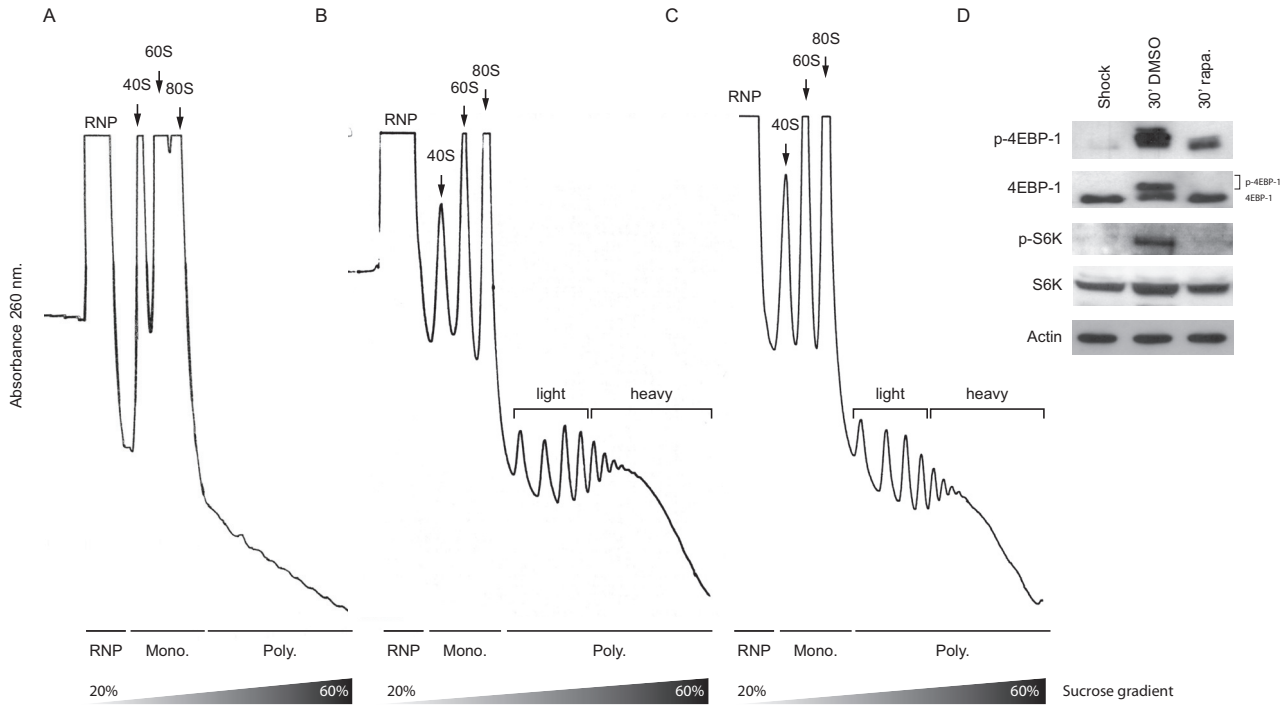 A
B
C
D
60S
40S
80S
RNP
80S
60S
RNP
40S
80S
60S
RNP
40S
light
heavy
light
heavy
Absorbance 260 nm.
Shock
30' DMSO
30' rapa.
p-4EBP-1
4EBP-1
p-4EBP-1
4EBP-1
p-S6K
S6K
Actin
RNP
Mono.
Poly.
RNP
Mono.
Poly.
RNP
Mono.
Poly.
20%
60%
20%
60%
20%
60%
Sucrose gradient